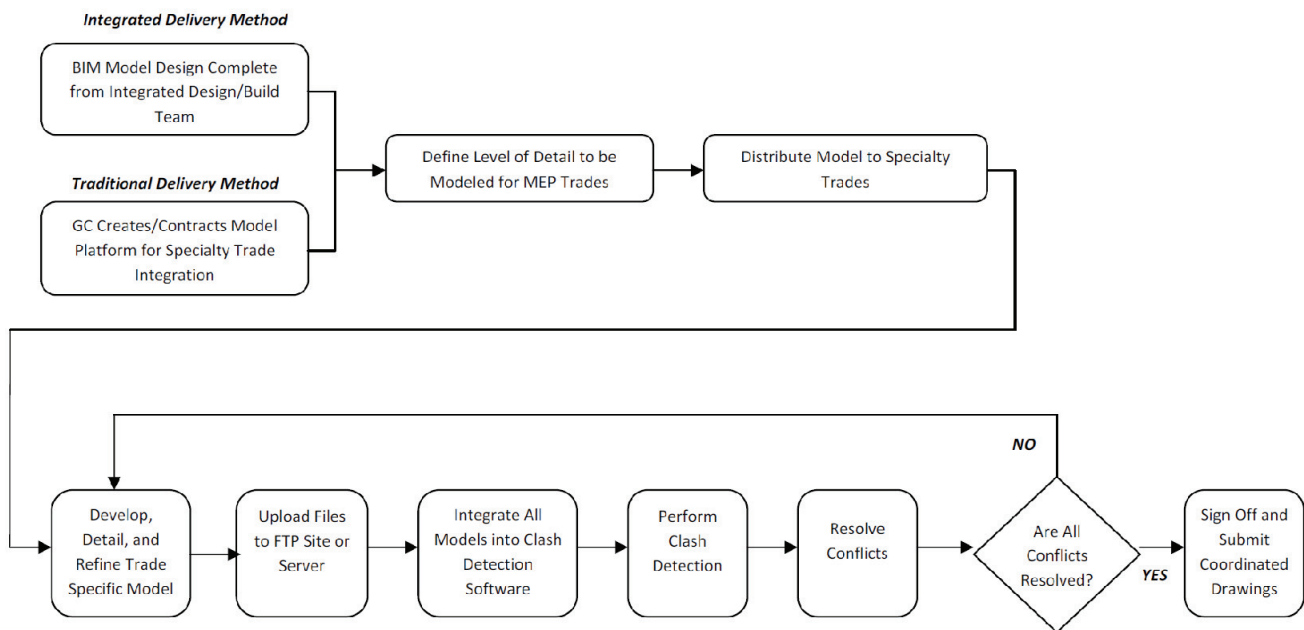 Integrated Delivery Method
BIM Model Design Complete
from Integrated Design/Build
Team
Define Level of Detail to be
Modeled for MEP Trades
Distribute Model to Specialty
Trades
Traditional Delivery Method
GC Creates/Contracts Model
Platform for Specialty Trade
Integration
NO
Develop,
Detail, and
Refine Trade
Specific Model
Upload Files
to FTP Site or
Server
Integrate All
Models into Clash
Detection
Software
Perform
Clash
Detection
Resolve
Conflicts
Are All
Conflicts
Resolved?
YES
Sign Off and
Submit
Coordinated
Drawings